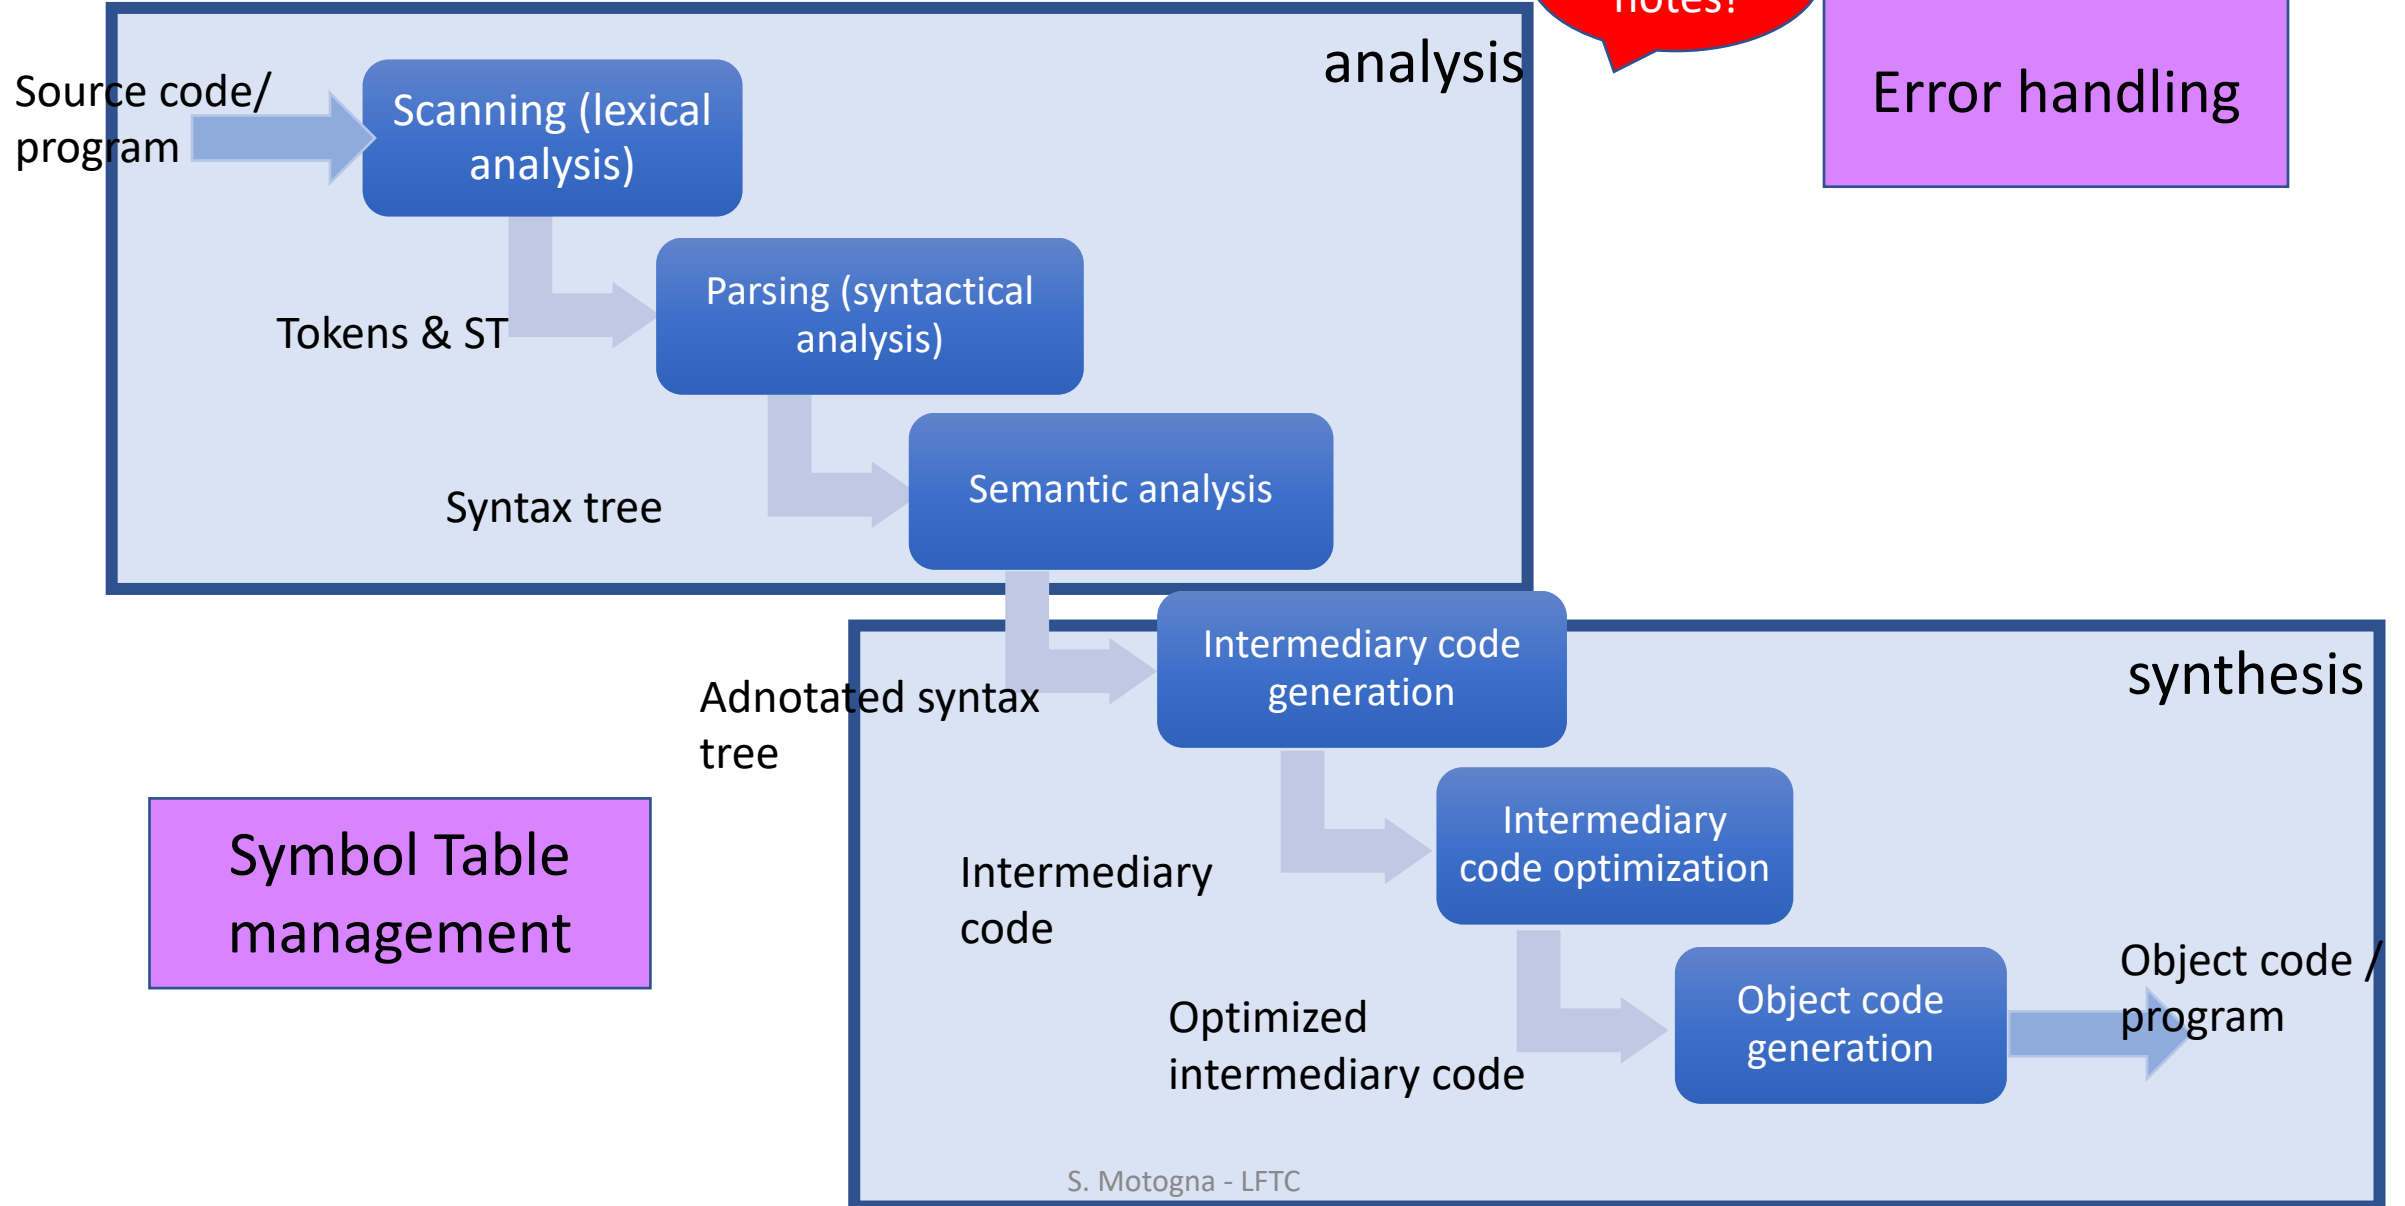 notes!
analysis
Error handling
Source code/
program
Scanning (lexical
analysis)
Tokens & ST
Parsing (syntactical
analysis)
Syntax tree
Semantic analysis
Intermediary code
generation
synthesis
Adnotated syntax
tree
Symbol Table
management
Intermediary
code optimization
Intermediary
code
Object code
generation
Object code /
program
Optimized
intermediary code
S. Motogna - LFTC